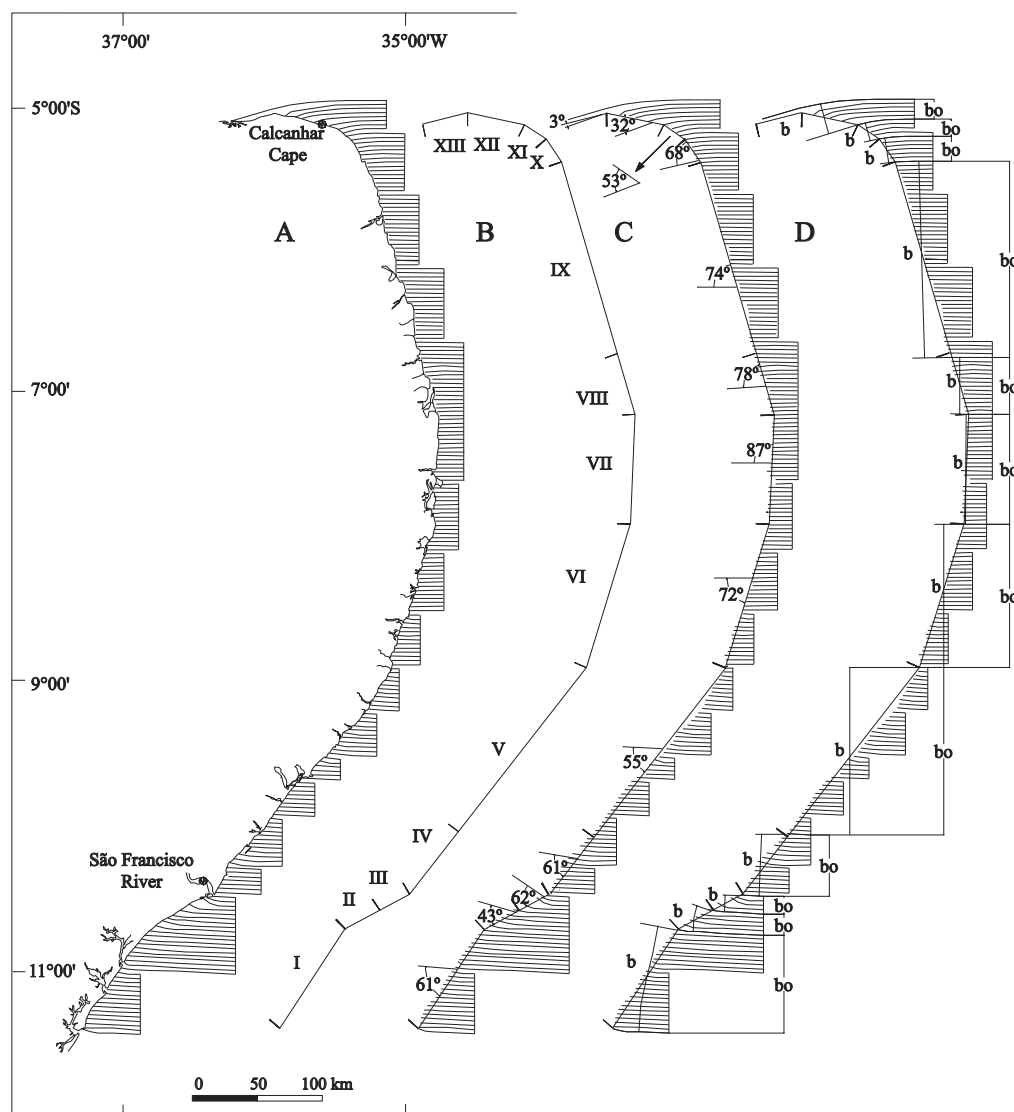 37°00' 35°00'W
5°00'S
Calcanhar
Cape
3° 32° 68° 53°
b b b bo bo bo
XIII XII XI X
A B C D
IX 74° b bo
7°00'
VIII 78° b bo
VII 87° b bo
VI 72° b bo
9°00'
V 55° b bo
IV 61° b bo
São Francisco
River
III II 62° 43° b b bo bo
I 61° b bo
11°00'
0 50 100 km